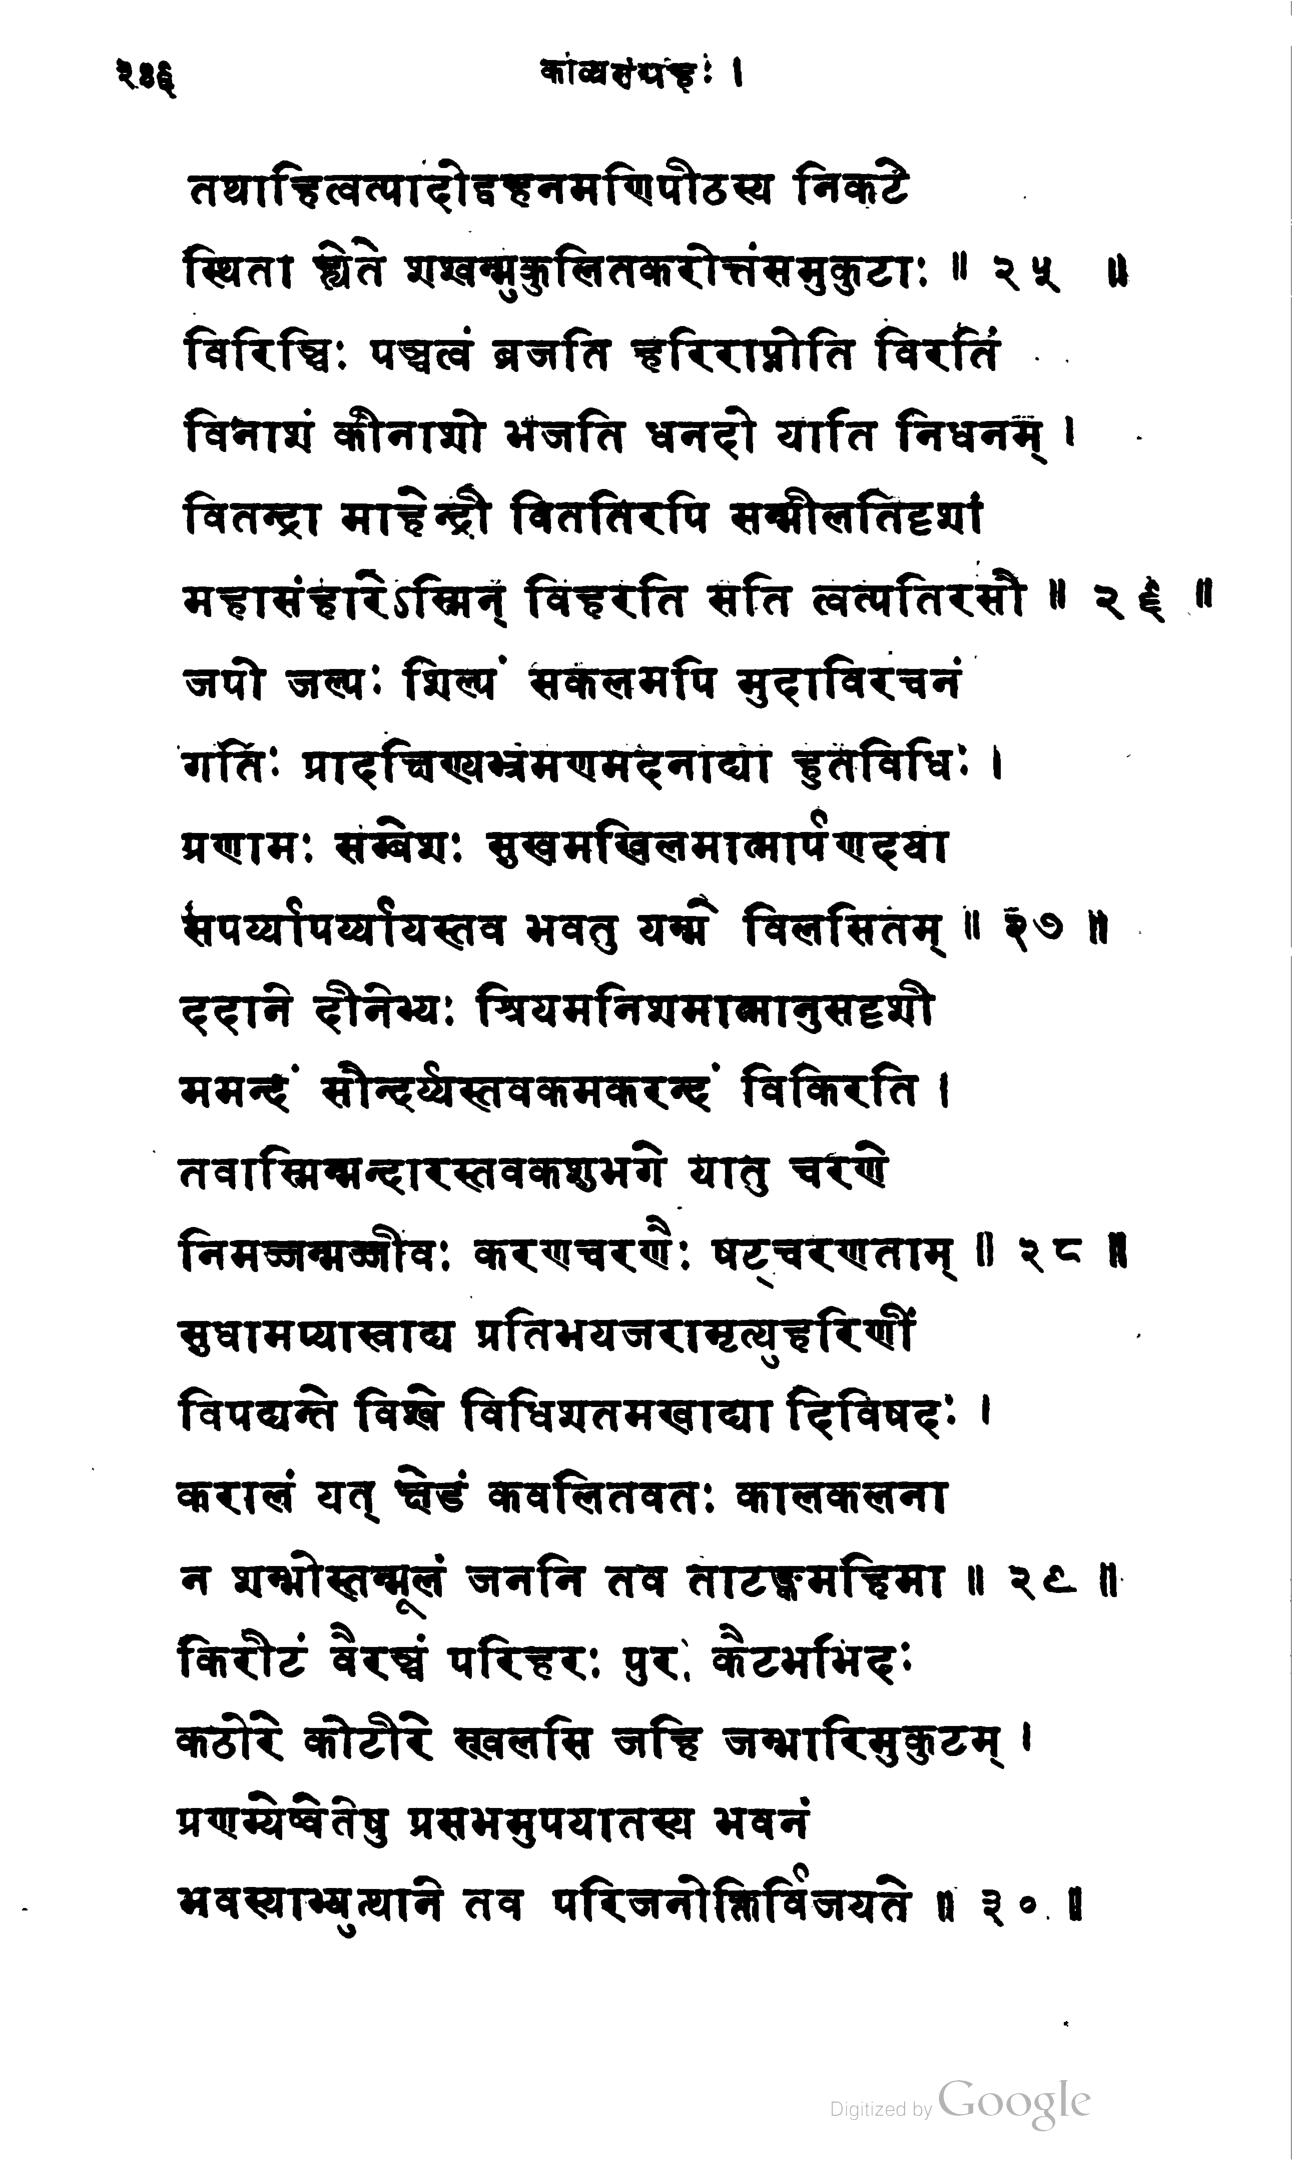 २४६ काव्यसंग्रहः ।
तथाहित्वत्पादोद्वहनमणिपीठस्य निकटे
स्थिता ह्येते शश्वन्मुकुलितकरोत्तंसमुकुटाः ॥ २५ ॥
विरिञ्चिः पञ्चत्वं व्रजति हरिराप्नोति विरतिं
विनाशं कीनाशो भजति धनदो याति निधनम् ।
वितन्द्रा माहेन्द्री विततिरपि सन्मीलतिदृशां
महासंहारेऽस्मिन् विहरति सति त्वत्पतिरसौ ॥ २६ ॥
जपो जल्पः शिल्पं सकलमपि मुदाविरचनं
गतिः प्रादक्षिण्यभ्रमणमदनाद्या हुतविधिः ।
प्रणामः सम्बेशः सुखमखिलमात्मार्पणदया
सपर्य्यापर्य्यायस्तव भवतु यन्मे विलसितम् ॥ २७ ॥
ददाने दीनेभ्यः श्रियमनिशमात्मानुसदृशी
ममन्दं सौन्दर्य्यस्तवकमकरन्दं विकिरति ।
तवास्मिन्मन्दारस्तवकशुभगे यातु चरणे
निमज्जन्मज्जीवः करणचरणैः षट्चरणताम् ॥ २८ ॥
सुधामप्यास्वाद्य प्रतिभयजरामृत्युहरिणीं
विपद्यन्ते विश्वे विधिशतमखाद्या दिविषदः ।
करालं यत् क्ष्वेडं कवलितवतः कालकलना
न शम्भोस्तन्मूलं जननि तव ताटङ्कमहिमा ॥ २९ ॥
किरीटं वैरञ्चं परिहरः पुरः कैटभभिदः
कठोरे कोटीरे स्खलसि जहि जम्भारिमुकुटम् ।
प्रणम्येष्वेतेषु प्रसभमुपयातस्य भवनं
भवस्याभ्युत्थाने तव परिजनोक्तिर्विजयते ॥ ३० ॥
Digitized by Google